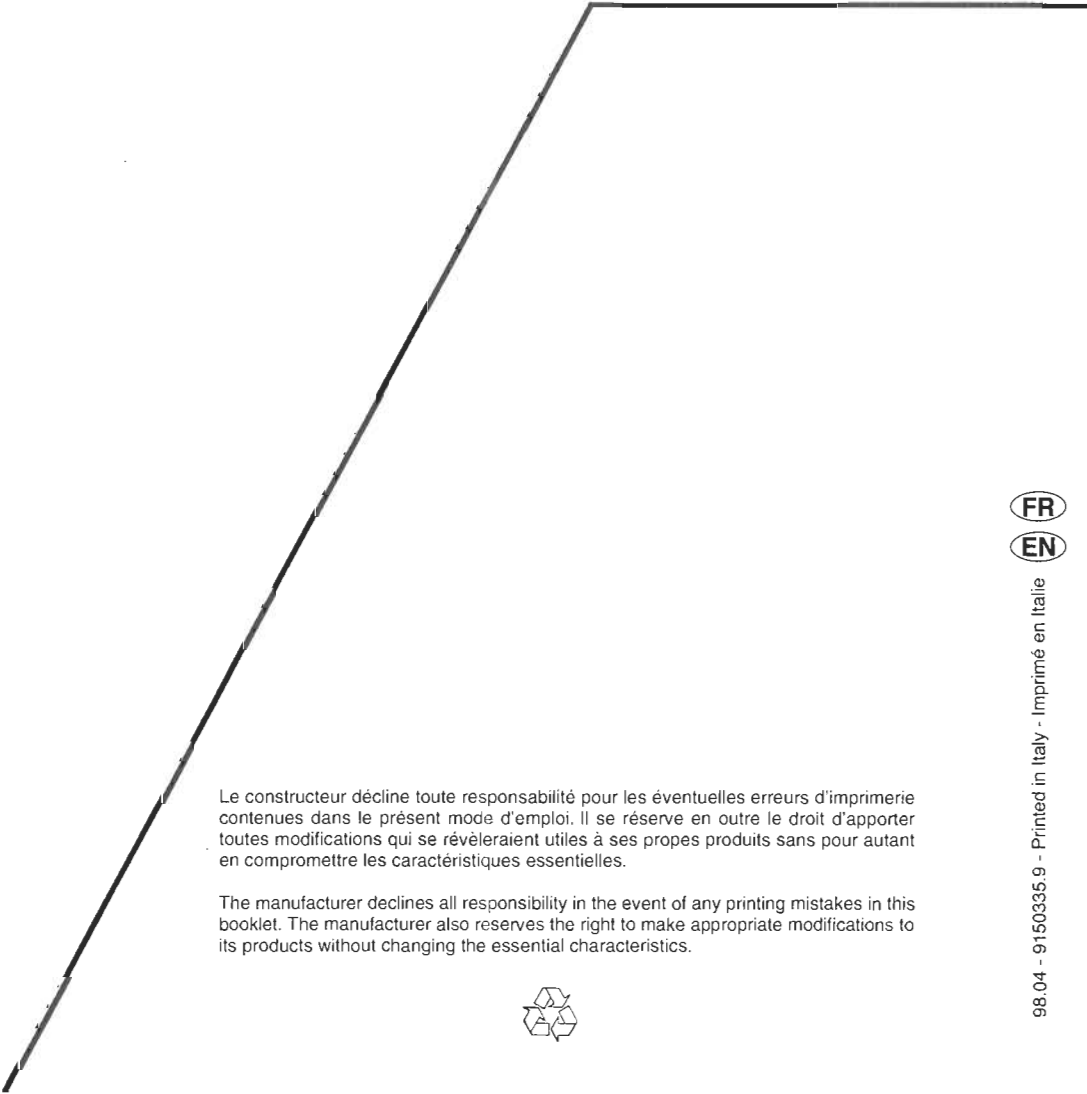 FR
EN
98.04 - 9150335.9 - Printed in Italy - Imprimé en Italie
Le constructeur décline toute responsabilité pour les éventuelles erreurs d'imprimerie
contenues dans le présent mode d'emploi. Il se réserve en outre le droit d'apporter
toutes modifications qui se révèleraient utiles à ses propres produits sans pour autant
en compromettre les caractéristiques essentielles.
The manufacturer declines all responsibility in the event of any printing mistakes in this
booklet. The manufacturer also reserves the right to make appropriate modifications to
its products without changing the essential characteristics.